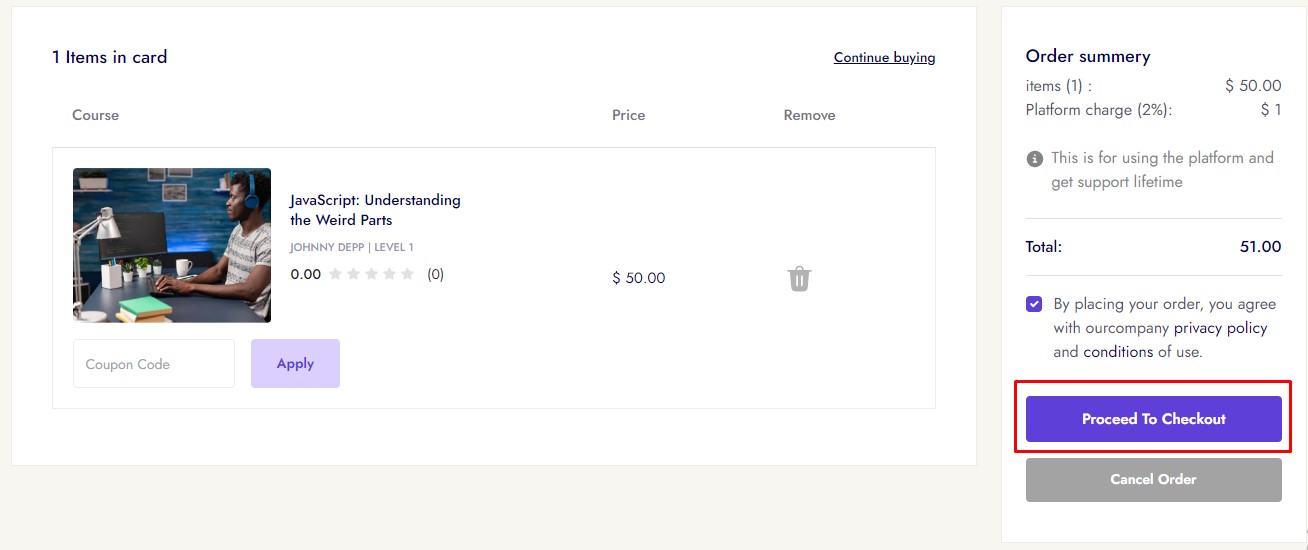 1 Items in card
Continue buying
Course
Price
Remove
JavaScript: Understanding
the Weird Parts
JOHNNY DEPP | LEVEL 1
0.00
(0)
$ 50.00
Coupon Code
Apply
Order summery
items (1) :
$ 50.00
Platform charge (2%):
$ 1
This is for using the platform and
get support lifetime
Total:
51.00
By placing your order, you agree
with ourcompany privacy policy
and conditions of use.
Proceed To Checkout
Cancel Order